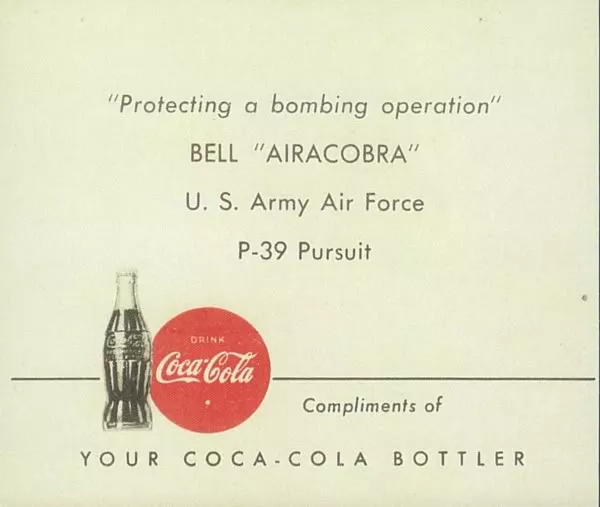 "Protecting a bombing operation"
BELL "AIRACOBRA"
U. S. Army Air Force
P-39 Pursuit
DRINK
Coca-Cola
Compliments of
YOUR COCA-COLA BOTTLER